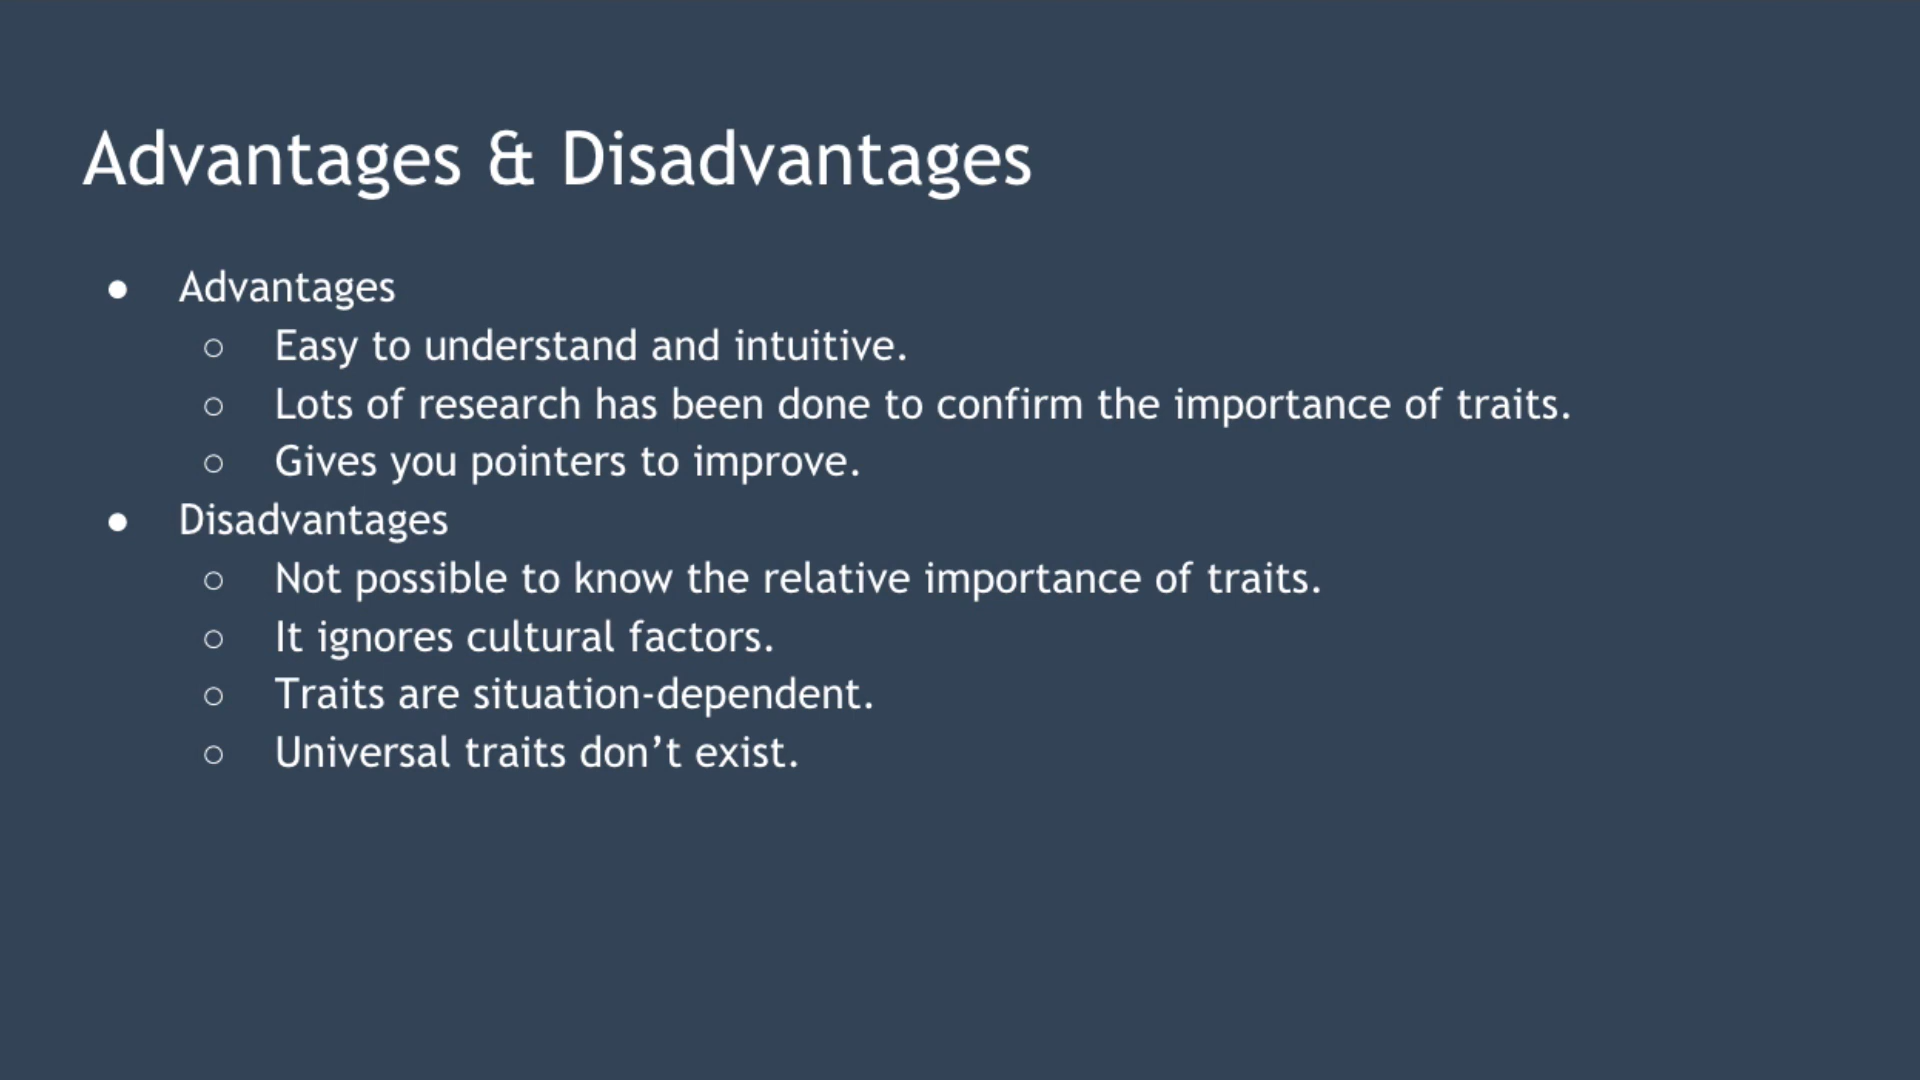 Advantages & Disadvantages
● Advantages
○ Easy to understand and intuitive.
○ Lots of research has been done to confirm the importance of traits.
○ Gives you pointers to improve.
● Disadvantages
○ Not possible to know the relative importance of traits.
○ It ignores cultural factors.
○ Traits are situation-dependent.
○ Universal traits don’t exist.